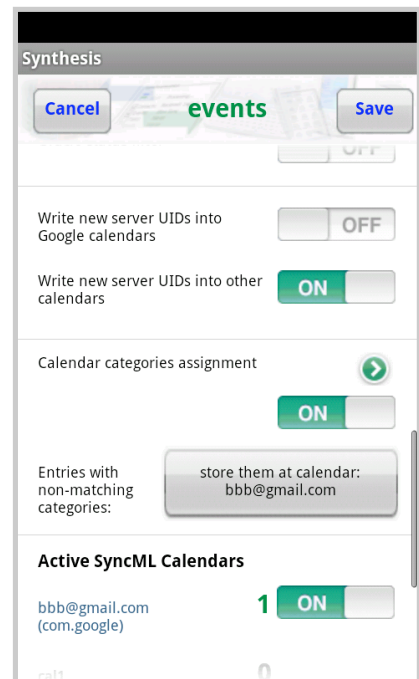 Synthesis
Cancel
events
Save
OFF
Write new server UIDs into
Google calendars
OFF
Write new server UIDs into other
calendars
ON
Calendar categories assignment
ON
Entries with
non-matching
categories:
store them at calendar:
bbb@gmail.com
Active SyncML Calendars
bbb@gmail.com
(com.google)
1
ON
cal1
0